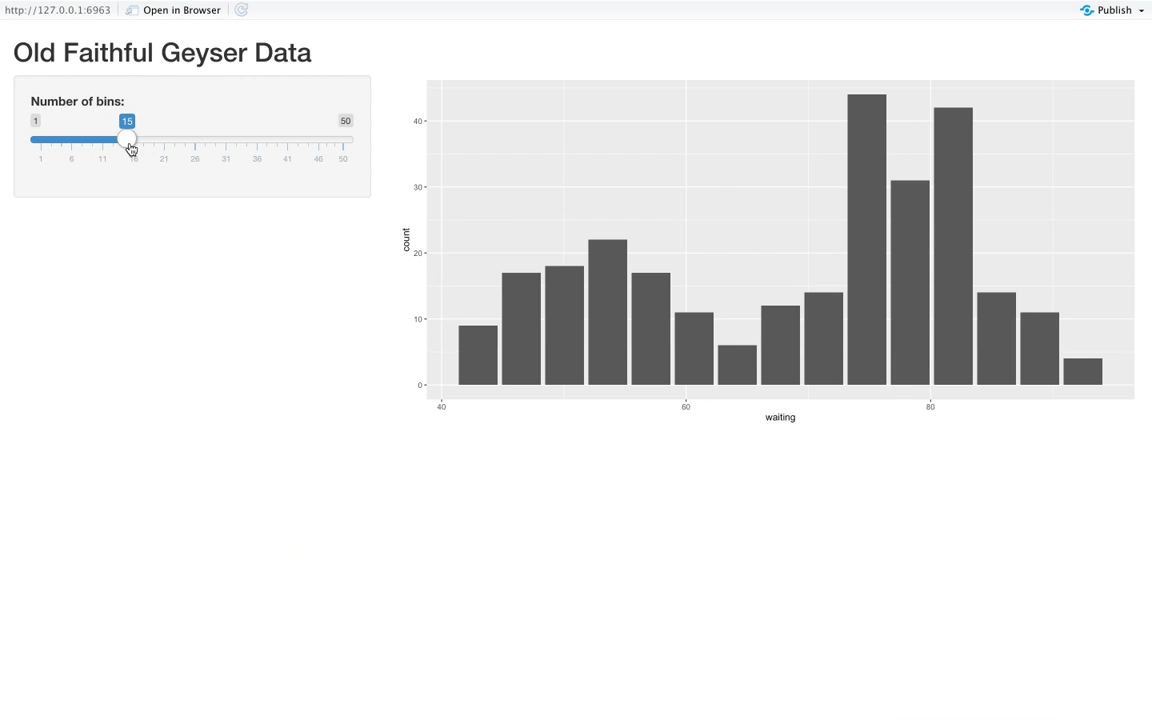 http://127.0.0.1:6963 Open in Browser Publish
Old Faithful Geyser Data
Number of bins:
1 15 50
1 6 11 16 21 26 31 36 41 46 50
40
30
20
10
0
count
40 60 80
waiting